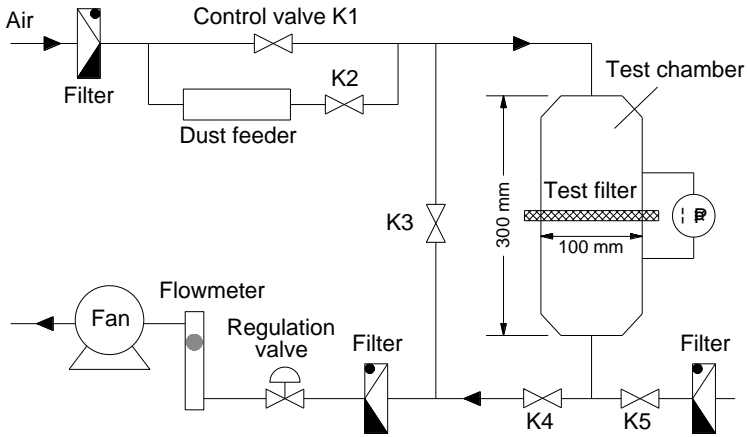 Air
Control valve K1
Filter
K2
Dust feeder
Test chamber
300 mm
Test filter
100 mm
K3
Flowmeter
Fan
Regulation
valve
Filter
Filter
K4
K5